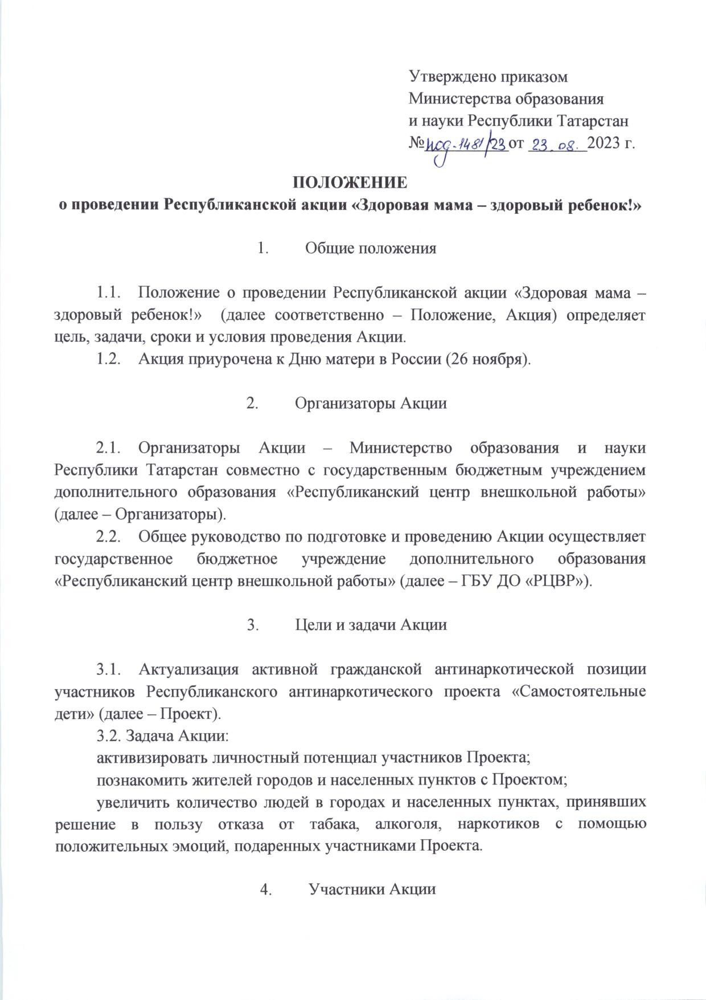 Утверждено приказом
Министерства образования
и науки Республики Татарстан
№ под-1481/23 от 23.08. 2023 г.
ПОЛОЖЕНИЕ
о проведении Республиканской акции «Здоровая мама – здоровый ребенок!»
1. Общие положения
1.1. Положение о проведении Республиканской акции «Здоровая мама –
здоровый ребенок!» (далее соответственно – Положение, Акция) определяет
цель, задачи, сроки и условия проведения Акции.
1.2. Акция приурочена к Дню матери в России (26 ноября).
2. Организаторы Акции
2.1. Организаторы Акции – Министерство образования и науки
Республики Татарстан совместно с государственным бюджетным учреждением
дополнительного образования «Республиканский центр внешкольной работы»
(далее – Организаторы).
2.2. Общее руководство по подготовке и проведению Акции осуществляет
государственное бюджетное учреждение дополнительного образования
«Республиканский центр внешкольной работы» (далее – ГБУ ДО «РЦВР»).
3. Цели и задачи Акции
3.1. Актуализация активной гражданской антинаркотической позиции
участников Республиканского антинаркотического проекта «Самостоятельные
дети» (далее – Проект).
3.2. Задача Акции:
активизировать личностный потенциал участников Проекта;
познакомить жителей городов и населенных пунктов с Проектом;
увеличить количество людей в городах и населенных пунктах, принявших
решение в пользу отказа от табака, алкоголя, наркотиков с помощью
положительных эмоций, подаренных участниками Проекта.
4. Участники Акции